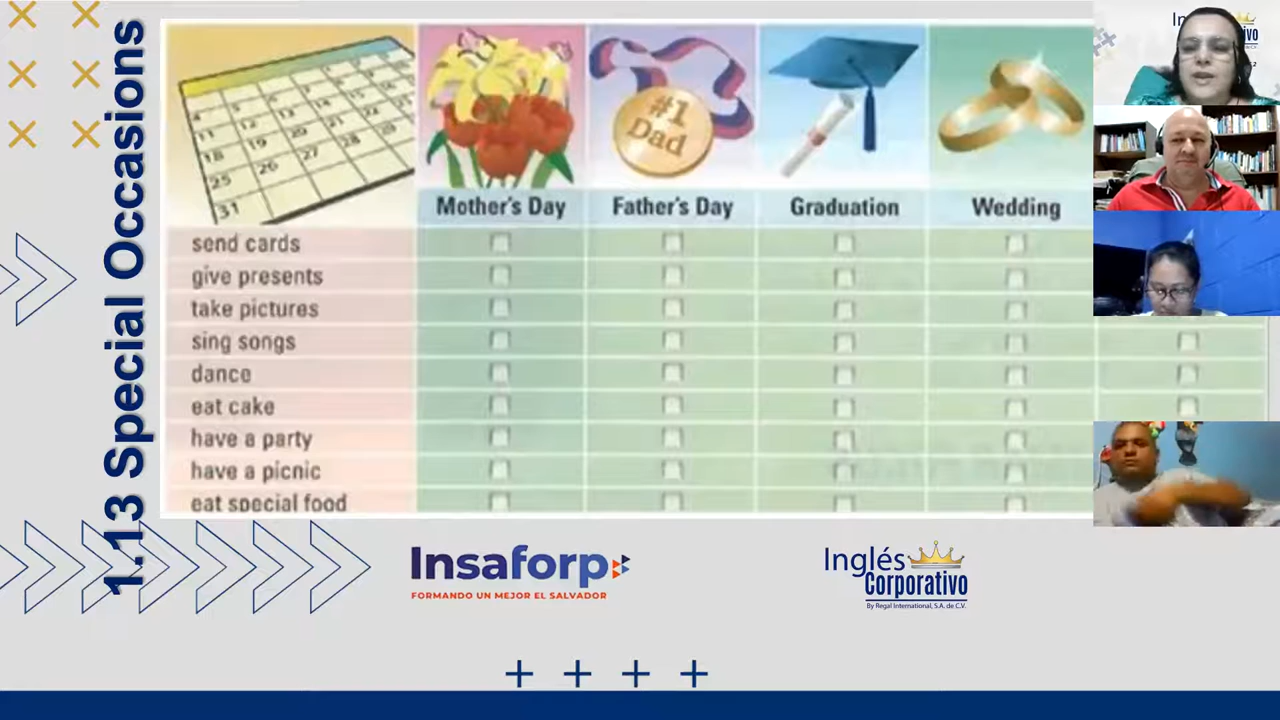 1.13 Special Occasions
#1
Dad
Mother's Day
Father's Day
Graduation
Wedding
send cards
give presents
take pictures
sing songs
dance
eat cake
have a party
have a picnic
eat special food
Insaforp
FORMANDO UN MEJOR EL SALVADOR
Inglés
Corporativo
By Regal International, S.A. de C.V.